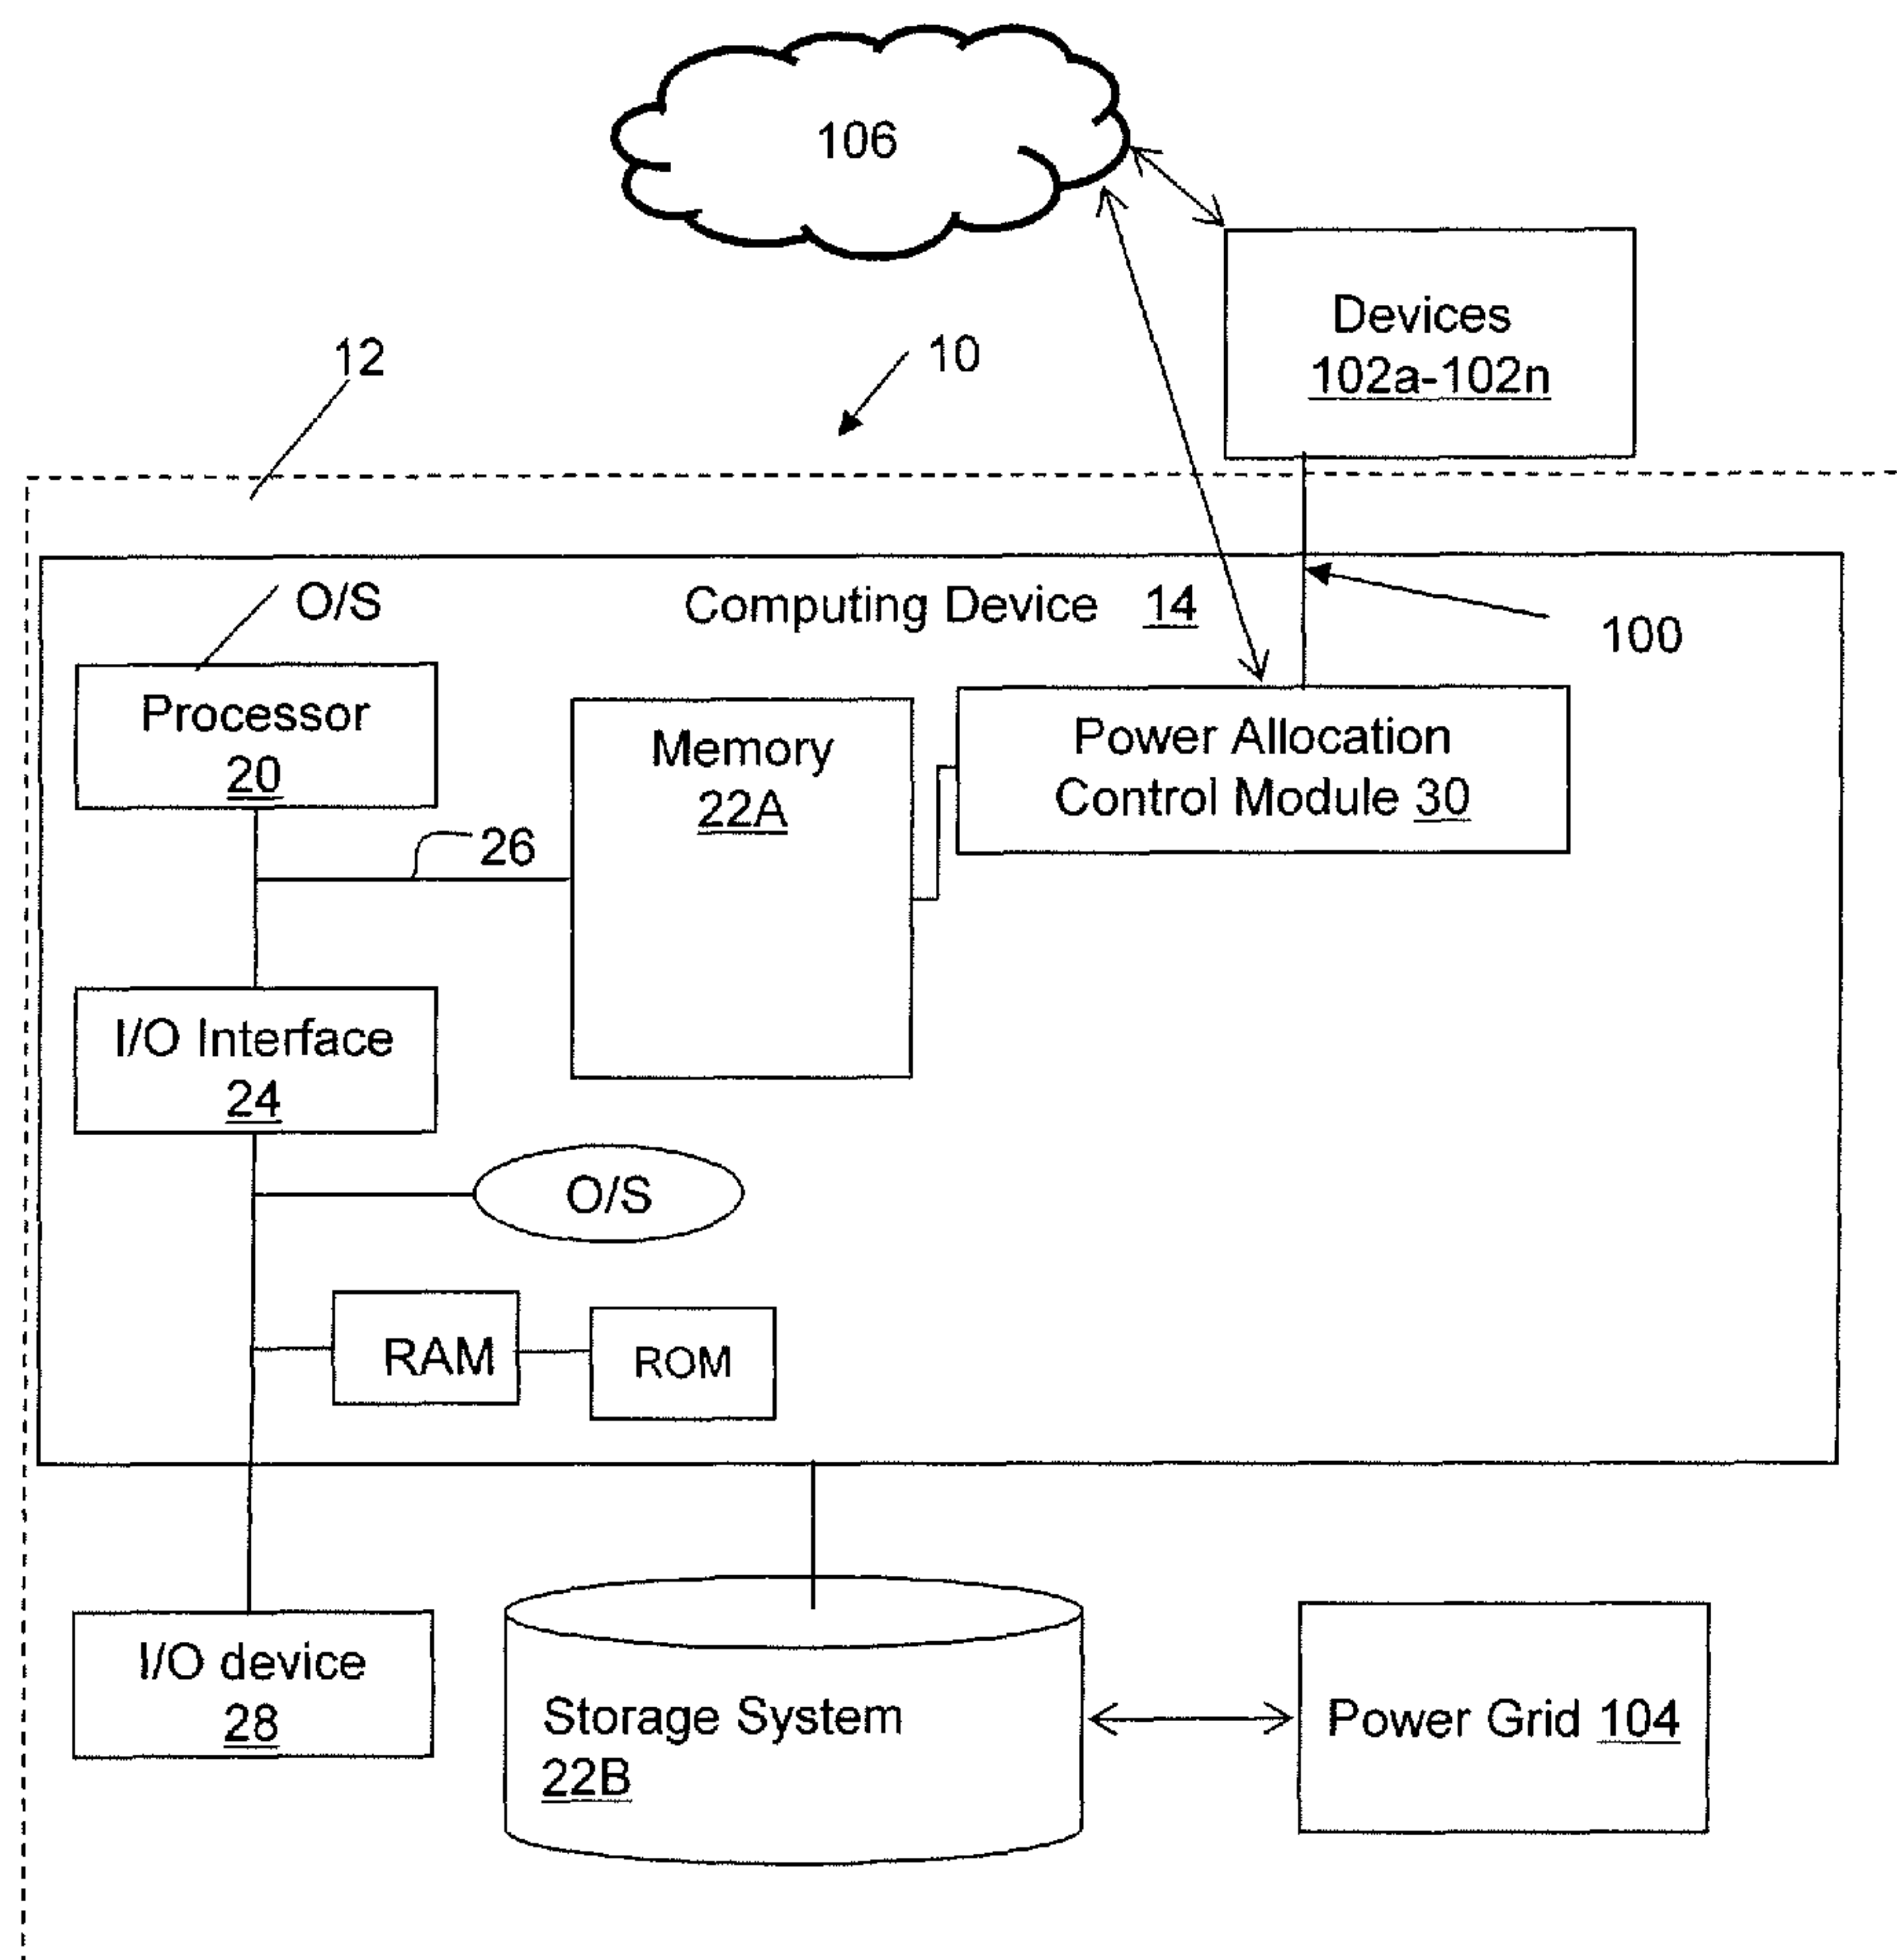 106
Devices
102a-102n
12
10
O/S
Computing Device 14
100
Processor
20
Memory
22A
Power Allocation
Control Module 30
26
I/O Interface
24
O/S
RAM
ROM
I/O device
28
Storage System
22B
Power Grid 104